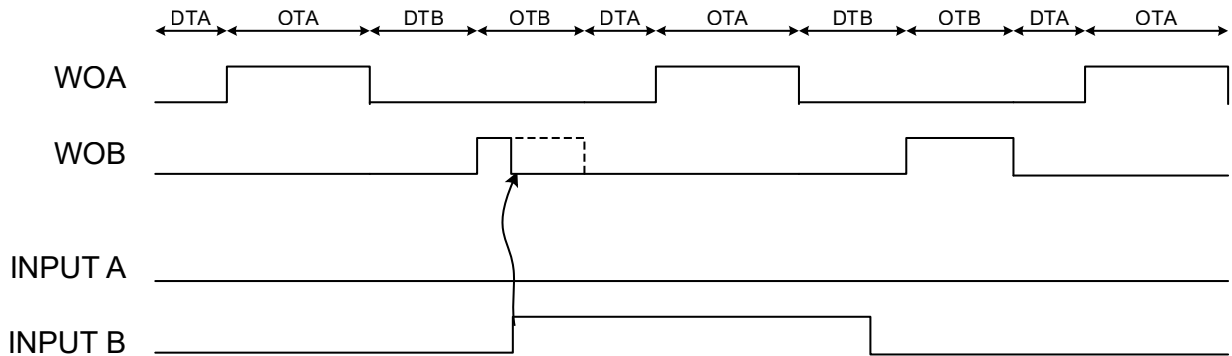 DTA OTA DTB OTB DTA OTA DTB OTB DTA OTA
WOA
WOB
INPUT A
INPUT B